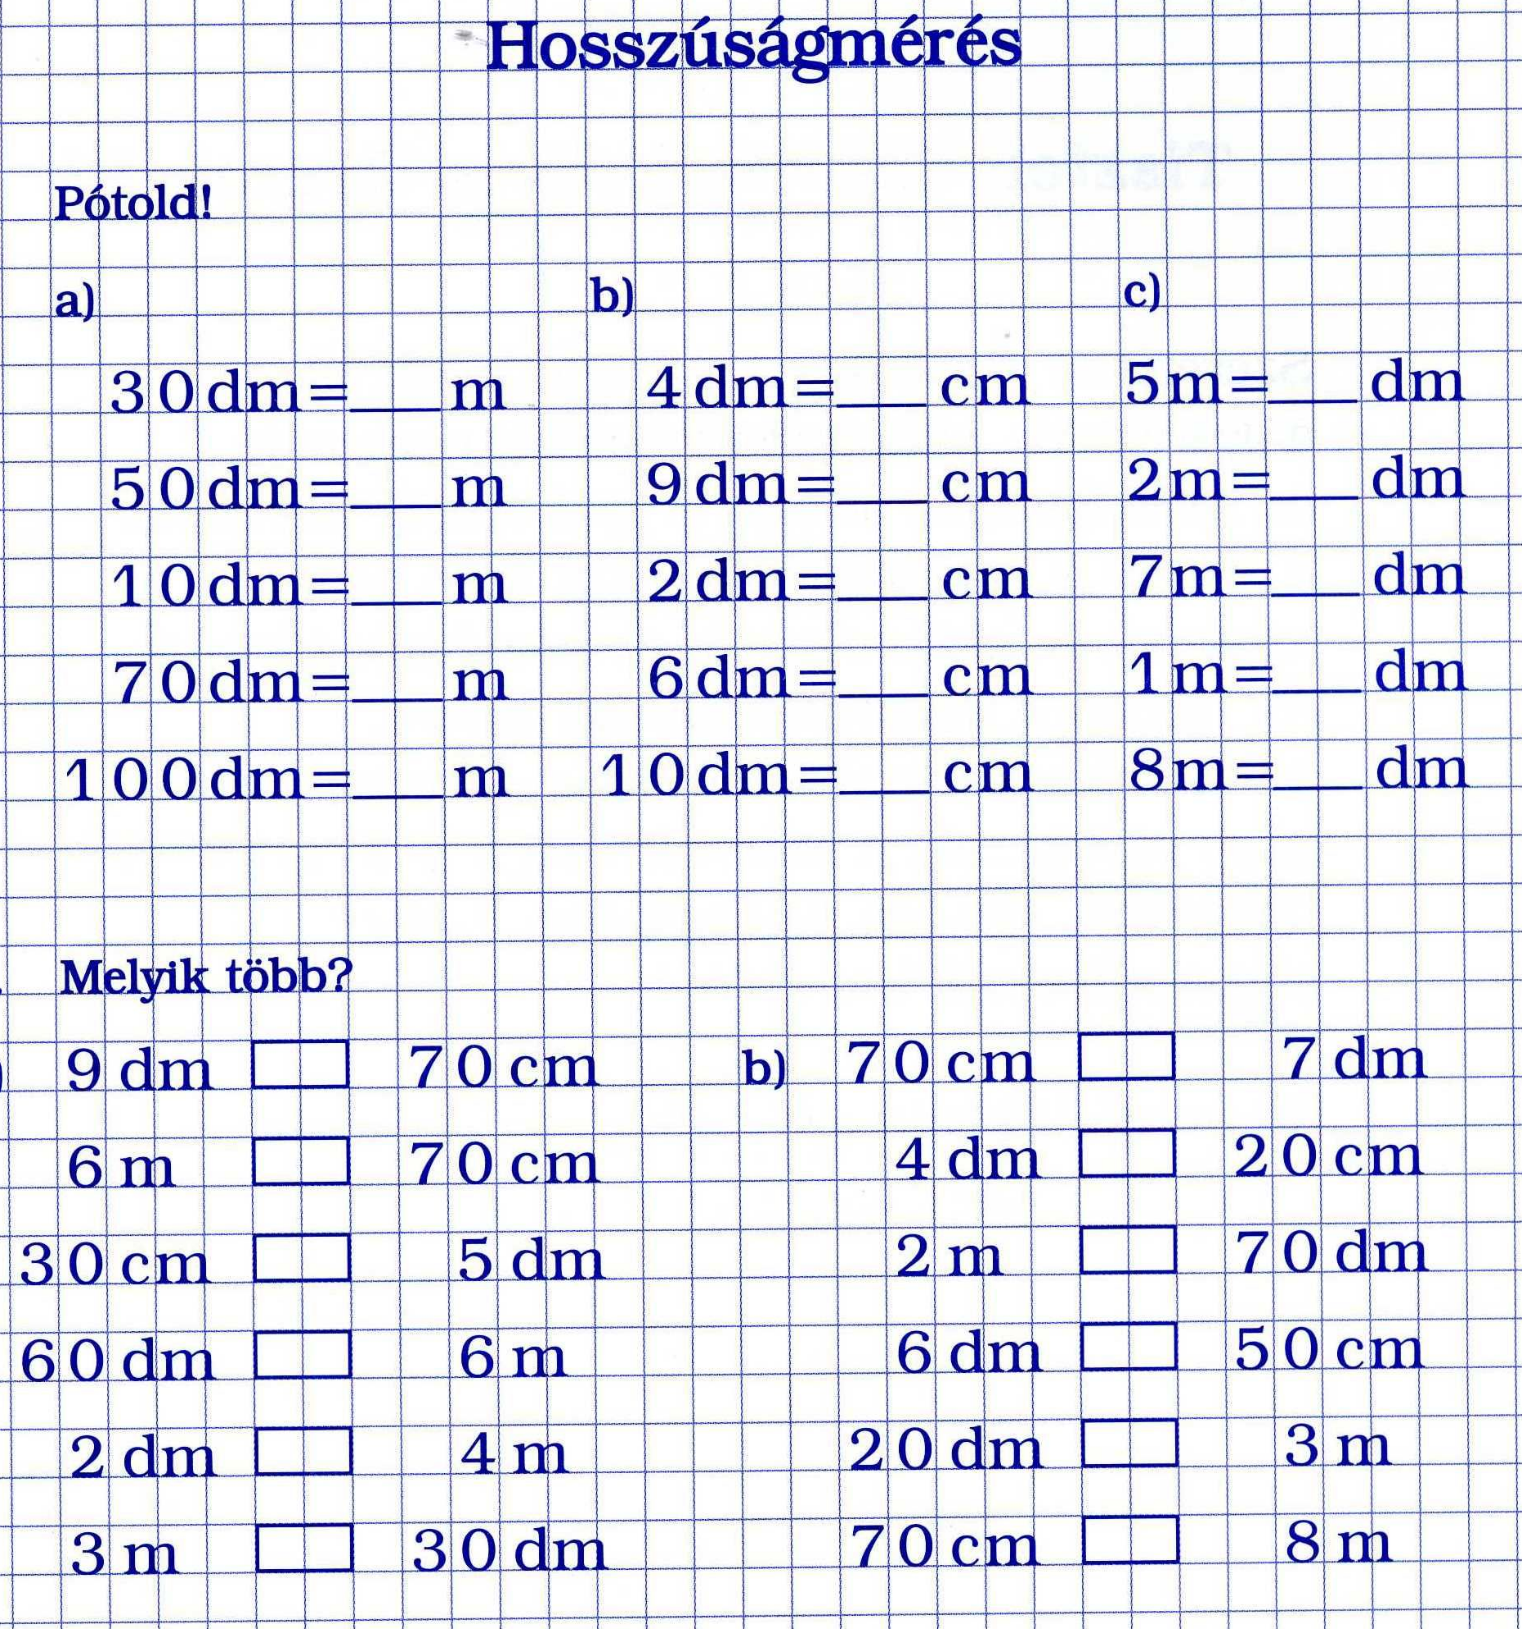 Hosszúságmérés
Pótold!
a) b) c)
30 dm=___ m 4 dm=___ cm 5 m=___ dm
50 dm=___ m 9 dm=___ cm 2 m=___ dm
10 dm=___ m 2 dm=___ cm 7 m=___ dm
70 dm=___ m 6 dm=___ cm 1 m=___ dm
100 dm=___ m 10 dm=___ cm 8 m=___ dm
Melyik több?
9 dm 70 cm b) 70 cm 7 dm
6 m 70 cm 4 dm 20 cm
30 cm 5 dm 2 m 70 dm
60 dm 6 m 6 dm 50 cm
2 dm 4 m 20 dm 3 m
3 m 30 dm 70 cm 8 m